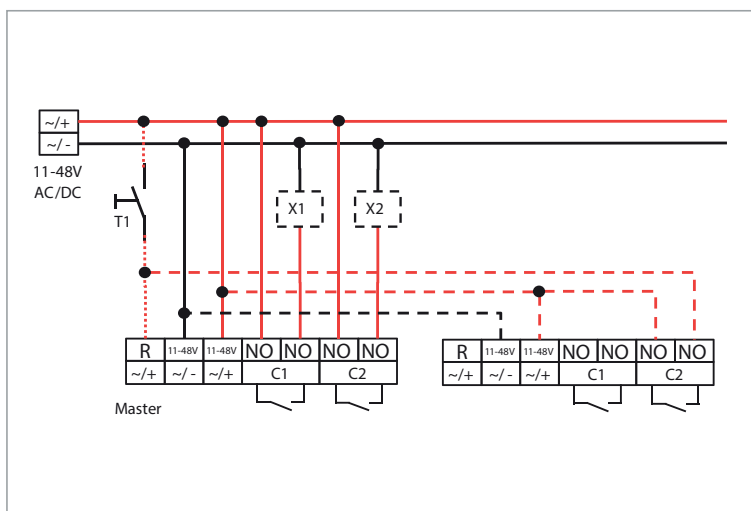 ~/+
~/ -
11-48V
AC/DC
T1
X1
X2
R 11-48V 11-48V NO NO NO NO
~/+ ~/ - ~/+ C1 C2
Master
R 11-48V 11-48V NO NO NO NO
~/+ ~/ - ~/+ C1 C2